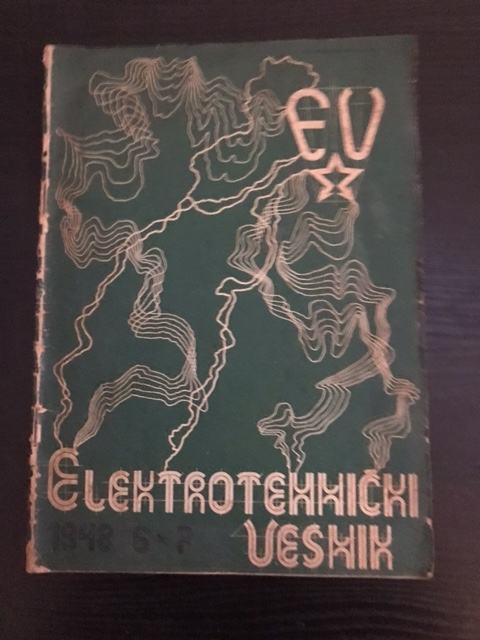 EV
ELEKTROTEHNIČKI
1948 6-7 VESNIK